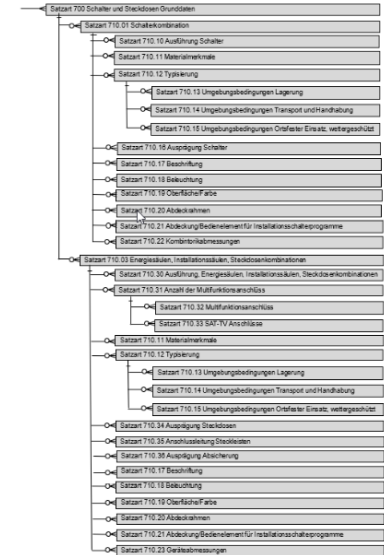 Satzart 700 Schalter und Steckdosen Grunddaten
Satzart 710.01 Schalterkombination
Satzart 710.10 Ausführung Schalter
Satzart 710.11 Materialmerkmale
Satzart 710.12 Typisierung
Satzart 710.13 Umgebungsbedingungen Lagerung
Satzart 710.14 Umgebungsbedingungen Transport und Handhabung
Satzart 710.15 Umgebungsbedingungen Ortsfester Einsatz, wettergeschützt
Satzart 710.16 Ausprägung Schalter
Satzart 710.17 Beschriftung
Satzart 710.18 Beleuchtung
Satzart 710.19 Oberfläche/Farbe
Satzart 710.20 Abdeckrahmen
Satzart 710.21 Abdeckung/Bedienelement für Installationsschalterprogramme
Satzart 710.22 Kombintorikabmessungen
Satzart 710.03 Energiesäulen, Installationssäulen, Steckdosenkombinationen
Satzart 710.30 Ausführung, Energiesäulen, Installationssäulen, Steckdosenkombinationen
Satzart 710.31 Anzahl der Multifunktionsanschlüss
Satzart 710.32 Multifunktionsanschlüss
Satzart 710.33 SAT-TV Anschlüsse
Satzart 710.11 Materialmerkmale
Satzart 710.12 Typisierung
Satzart 710.13 Umgebungsbedingungen Lagerung
Satzart 710.14 Umgebungsbedingungen Transport und Handhabung
Satzart 710.15 Umgebungsbedingungen Ortsfester Einsatz, wettergeschützt
Satzart 710.34 Ausprägung Steckdosen
Satzart 710.35 Anschlussleitung Steckleisten
Satzart 710.36 Ausprägung Absicherung
Satzart 710.17 Beschriftung
Satzart 710.18 Beleuchtung
Satzart 710.19 Oberfläche/Farbe
Satzart 710.20 Abdeckrahmen
Satzart 710.21 Abdeckung/Bedienelement für Installationsschalterprogramme
Satzart 710.23 Geräteabmessungen